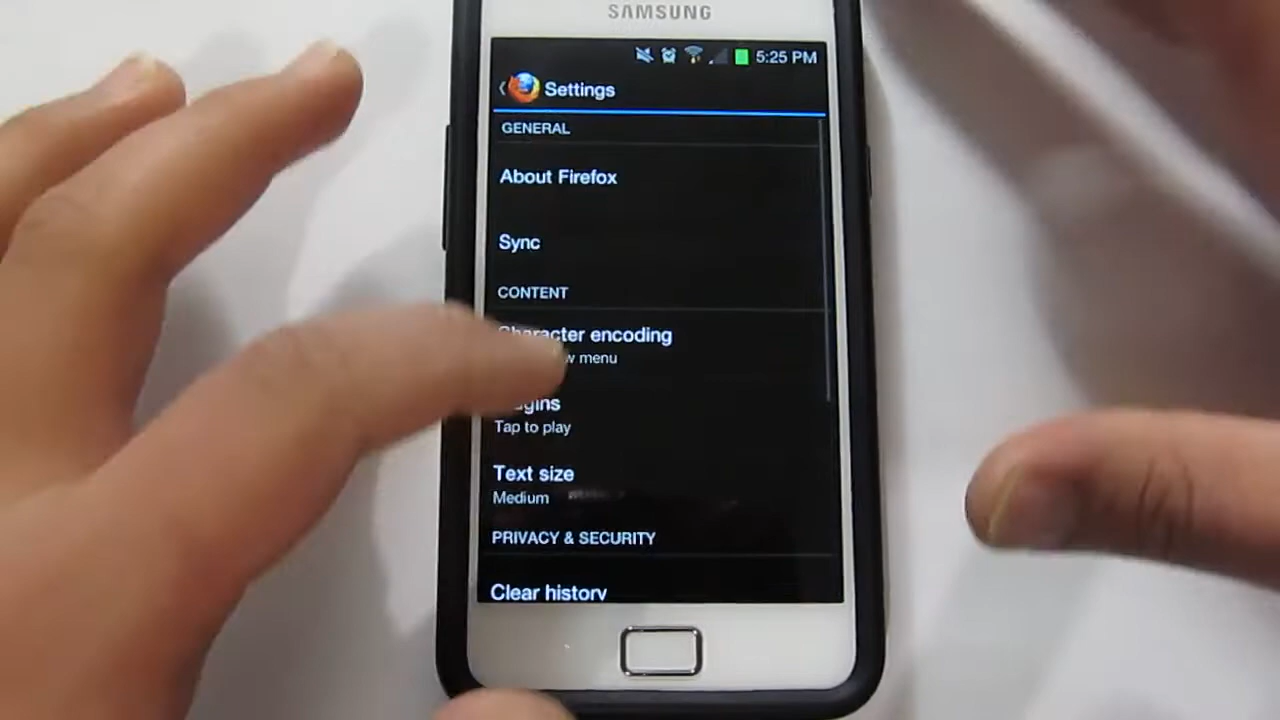 SAMSUNG
5:25 PM
Settings
GENERAL
About Firefox
Sync
CONTENT
Character encoding
menu
Tap to play
Text size
Medium
PRIVACY & SECURITY
Clear history